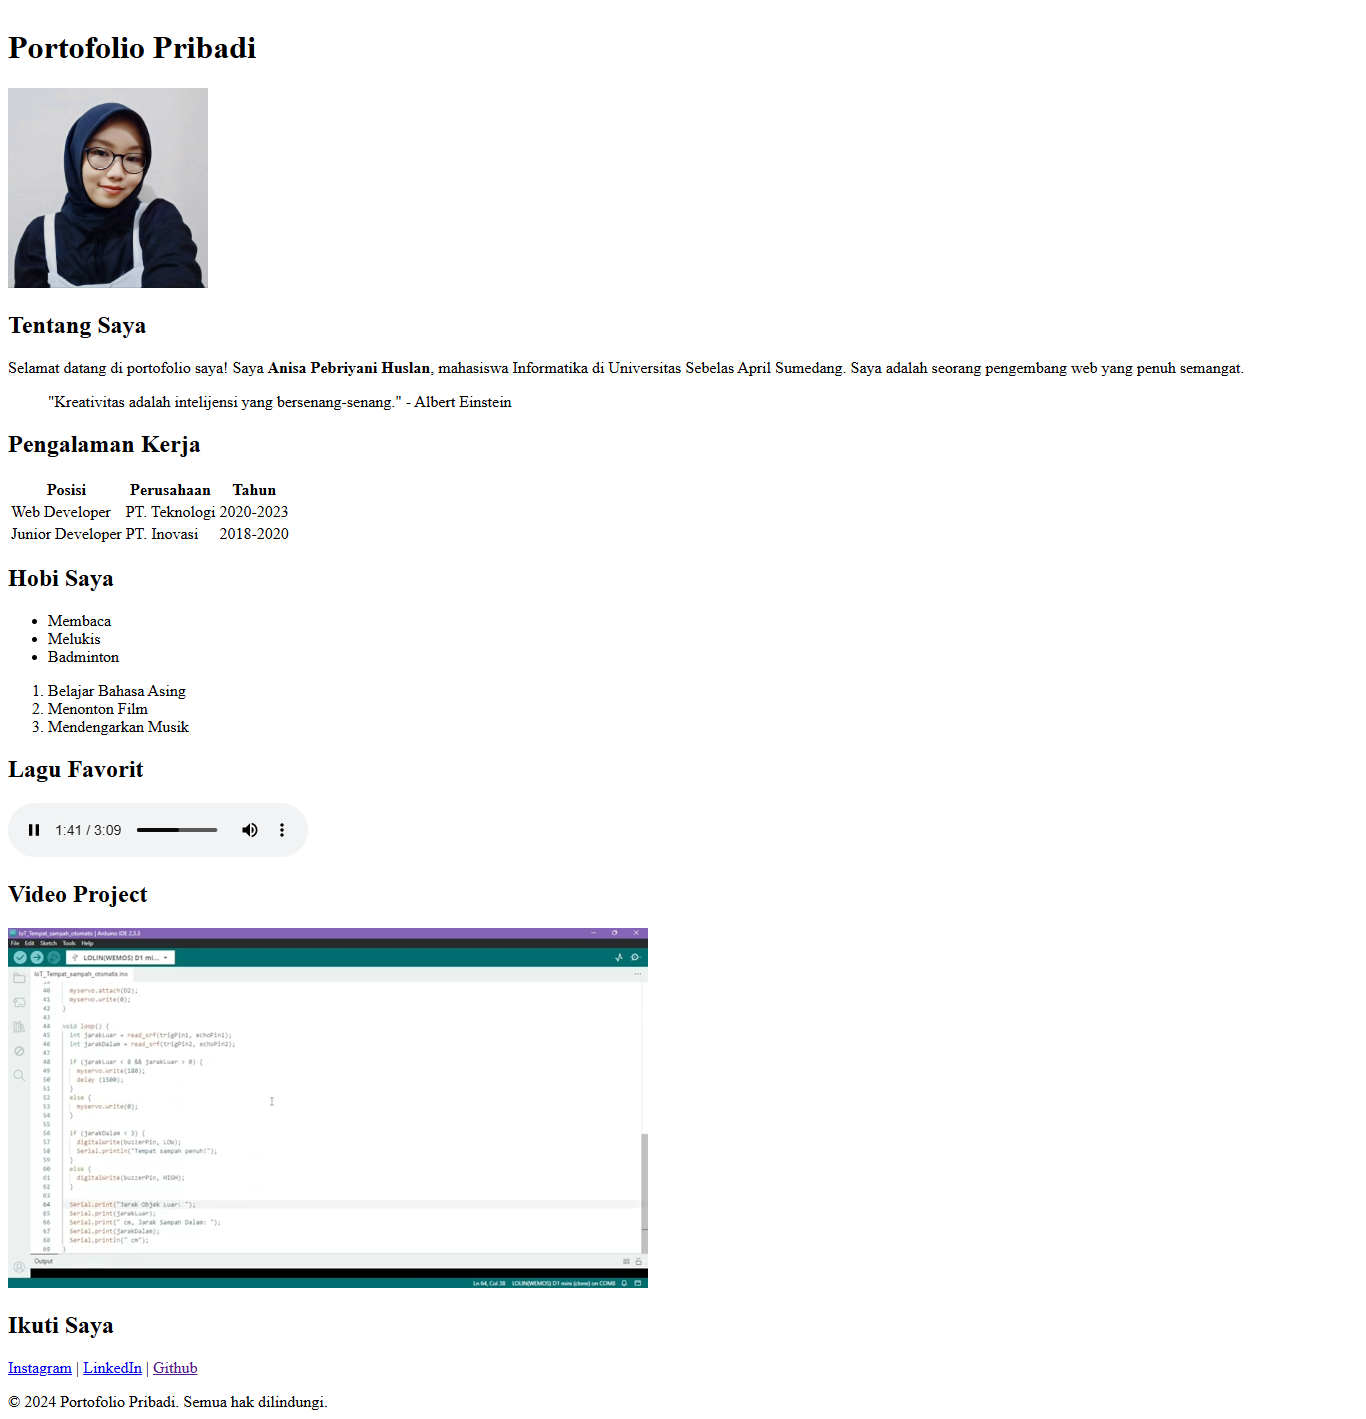 Portofolio Pribadi
Tentang Saya
Selamat datang di portofolio saya! Saya Anisa Pebriyani Huslan, mahasiswa Informatika di Universitas Sebelas April Sumedang. Saya adalah seorang pengembang web yang penuh semangat.
"Kreativitas adalah intelijensi yang bersenang-senang." - Albert Einstein
Pengalaman Kerja
Posisi Perusahaan Tahun
Web Developer PT. Teknologi 2020-2023
Junior Developer PT. Inovasi 2018-2020
Hobi Saya
• Membaca
• Melukis
• Badminton
1. Belajar Bahasa Asing
2. Menonton Film
3. Mendengarkan Musik
Lagu Favorit
1:41 / 3:09
Video Project
IoT_Tempat_sampah_otomatis | Arduino IDE 2.3.3
File Edit Sketch Tools Help
LOLIN(WEMOS) D1 mi...
IoT_Tempat_sampah_otomatis.ino
40 myservo.attach(D2);
41 myservo.write(0);
42 }
43
44 void loop() {
45 int jarakLuar = read_srf(trigPin1, echoPin1);
46 int jarakDalam = read_srf(trigPin2, echoPin2);
47
48 if (jarakLuar < 8 && jarakLuar > 0) {
49 myservo.write(180);
50 delay (1500);
51 }
52 else {
53 myservo.write(0);
54 }
55
56 if (jarakDalam < 3) {
57 digitalWrite(buzzerPin, LOW);
58 Serial.println("Tempat sampah penuh!");
59 }
60 else {
61 digitalWrite(buzzerPin, HIGH);
62 }
63
64 Serial.print("Jarak Objek Luar: ");
65 Serial.print(jarakLuar);
66 Serial.print(" cm, Jarak Sampah Dalam: ");
67 Serial.print(jarakDalam);
68 Serial.println(" cm");
69 }
Output
Ln 64, Col 38 LOLIN(WEMOS) D1 mini (clone) on COM8
Ikuti Saya
Instagram | LinkedIn | Github
© 2024 Portofolio Pribadi. Semua hak dilindungi.